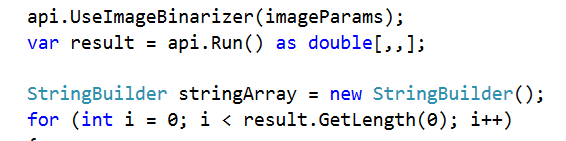 api.UseImageBinarizer(imageParams);
var result = api.Run() as double[,,];
StringBuilder stringArray = new StringBuilder();
for (int i = 0; i < result.GetLength(0); i++)